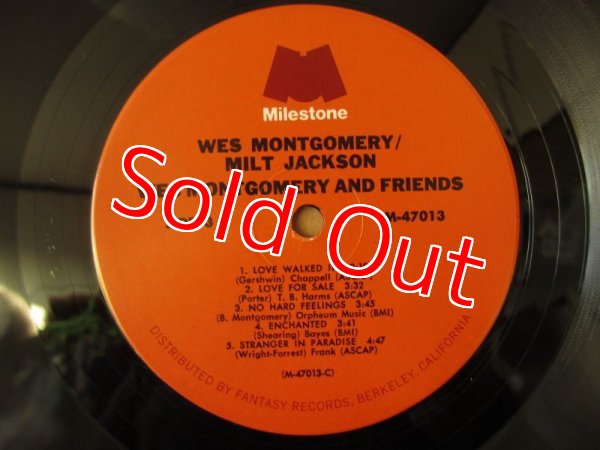 Milestone
WES MONTGOMERY/
MILT JACKSON
MONTGOMERY AND FRIENDS
M-47013
Sold Out
1. LOVE WALKED
(Gershwin) Chappell
2. LOVE FOR SALE 3:32
(Porter) T. B. Harms (ASCAP)
3. NO HARD FEELINGS 3:45
(B. Montgomery) Orpheum Music (BMI)
4. ENCHANTED 3:41
(Shearing) Bayes (BMI)
5. STRANGER IN PARADISE 4:47
(Wright-Forrest) Frank (ASCAP)
(M-47013-C)
DISTRIBUTED BY FANTASY RECORDS, BERKELEY, CALIFORNIA